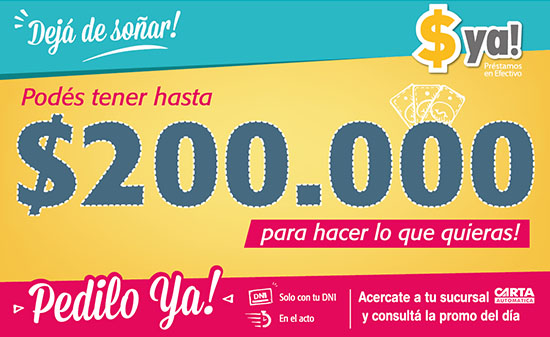 Dejá de soñar!
$ ya!
Préstamos
en Efectivo
Podés tener hasta
$200.000
para hacer lo que quieras!
Pedilo Ya!
DNI
Solo con tu DNI
En el acto
Acercate a tu sucursal
y consultá la promo del día
CARTA
AUTOMATICA